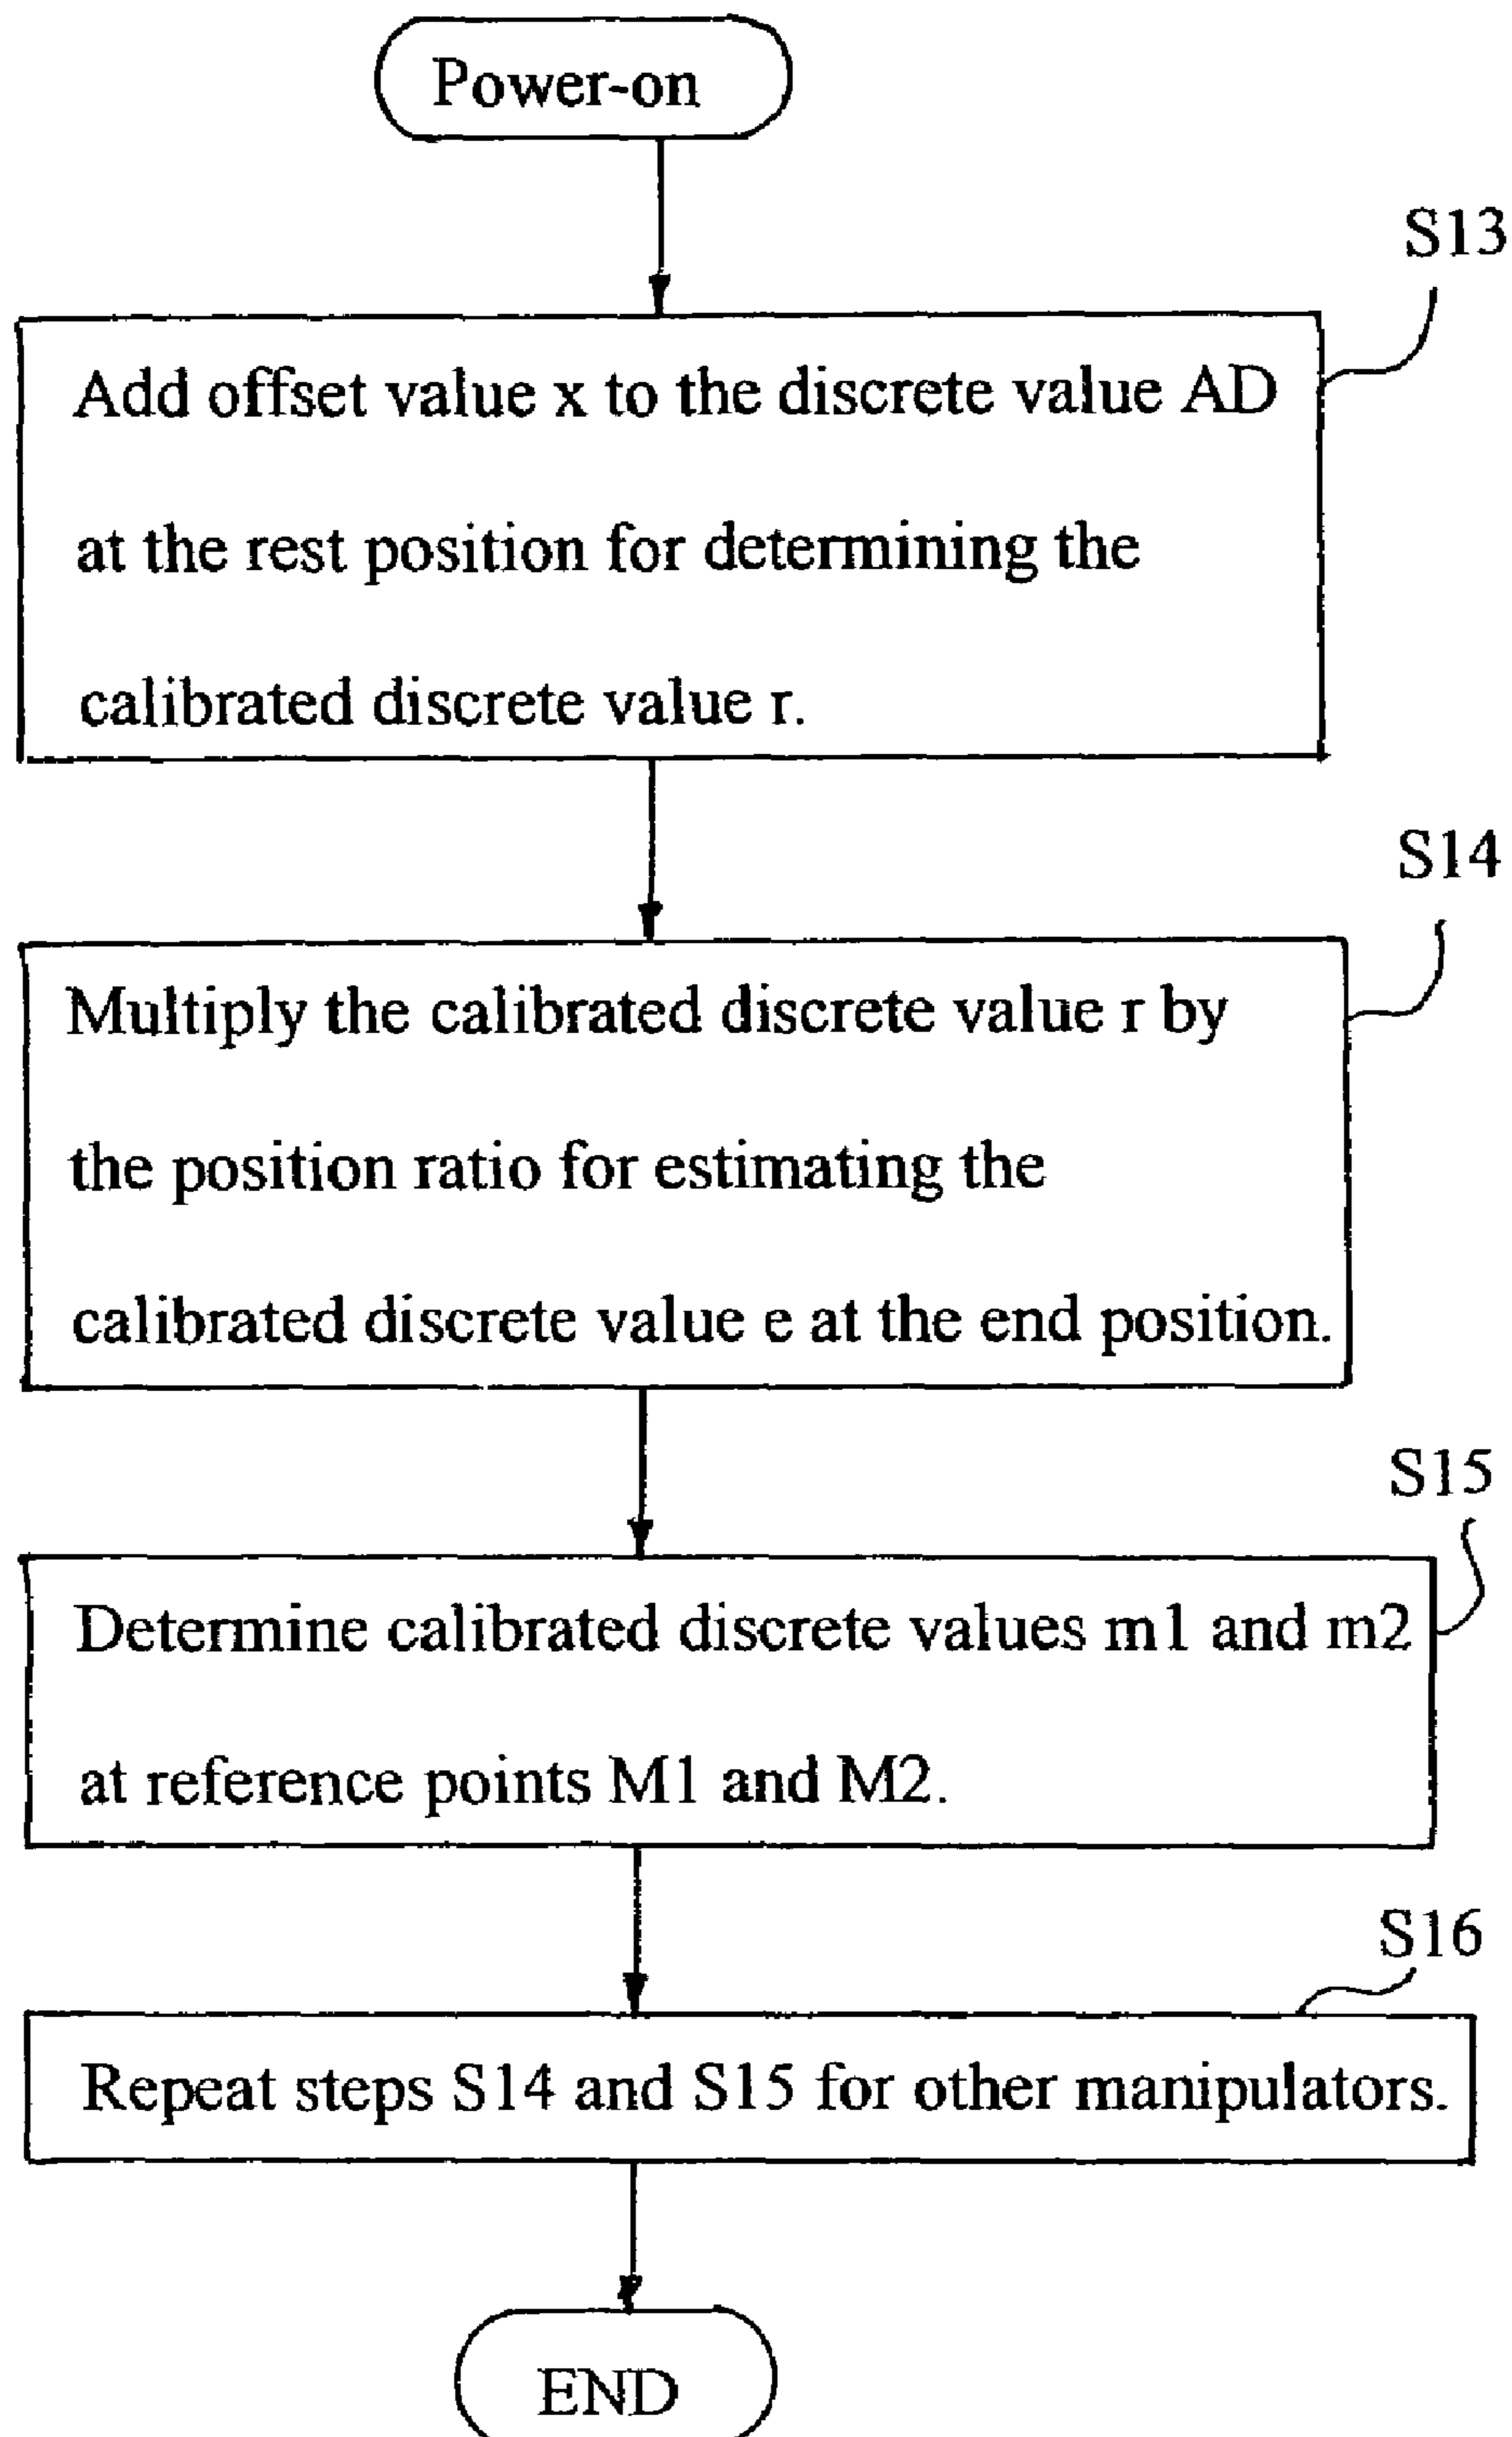 Power-on
S13
Add offset value x to the discrete value AD
at the rest position for determining the
calibrated discrete value r.
S14
Multiply the calibrated discrete value r by
the position ratio for estimating the
calibrated discrete value e at the end position.
S15
Determine calibrated discrete values m1 and m2
at reference points M1 and M2.
S16
Repeat steps S14 and S15 for other manipulators.
END